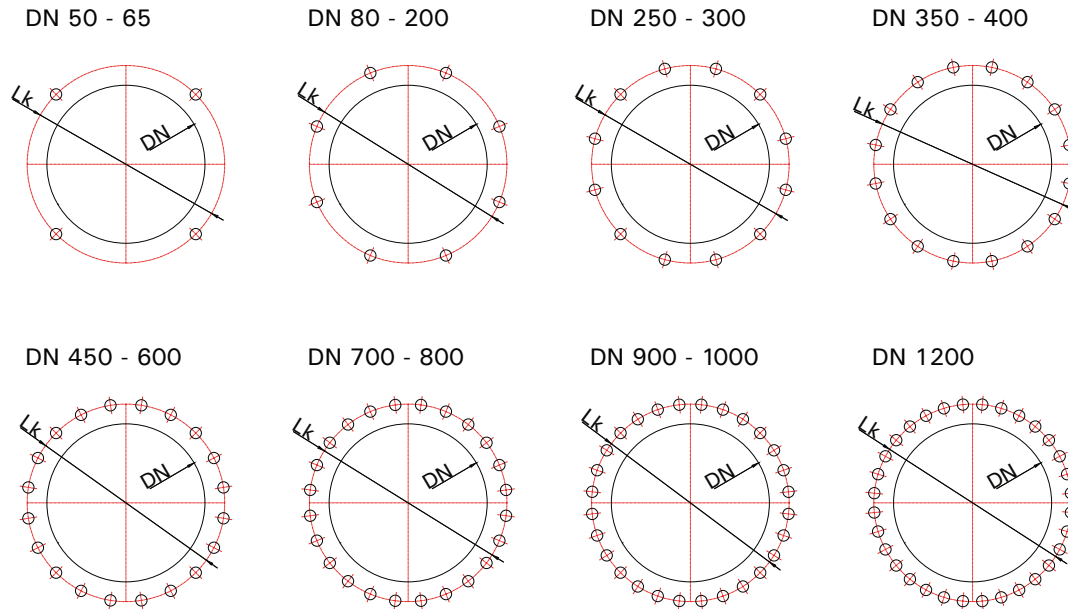 DN 50 - 65
DN 80 - 200
DN 250 - 300
DN 350 - 400
Lk
DN
Lk
DN
Lk
DN
Lk
DN
DN 450 - 600
DN 700 - 800
DN 900 - 1000
DN 1200
Lk
DN
Lk
DN
Lk
DN
Lk
DN